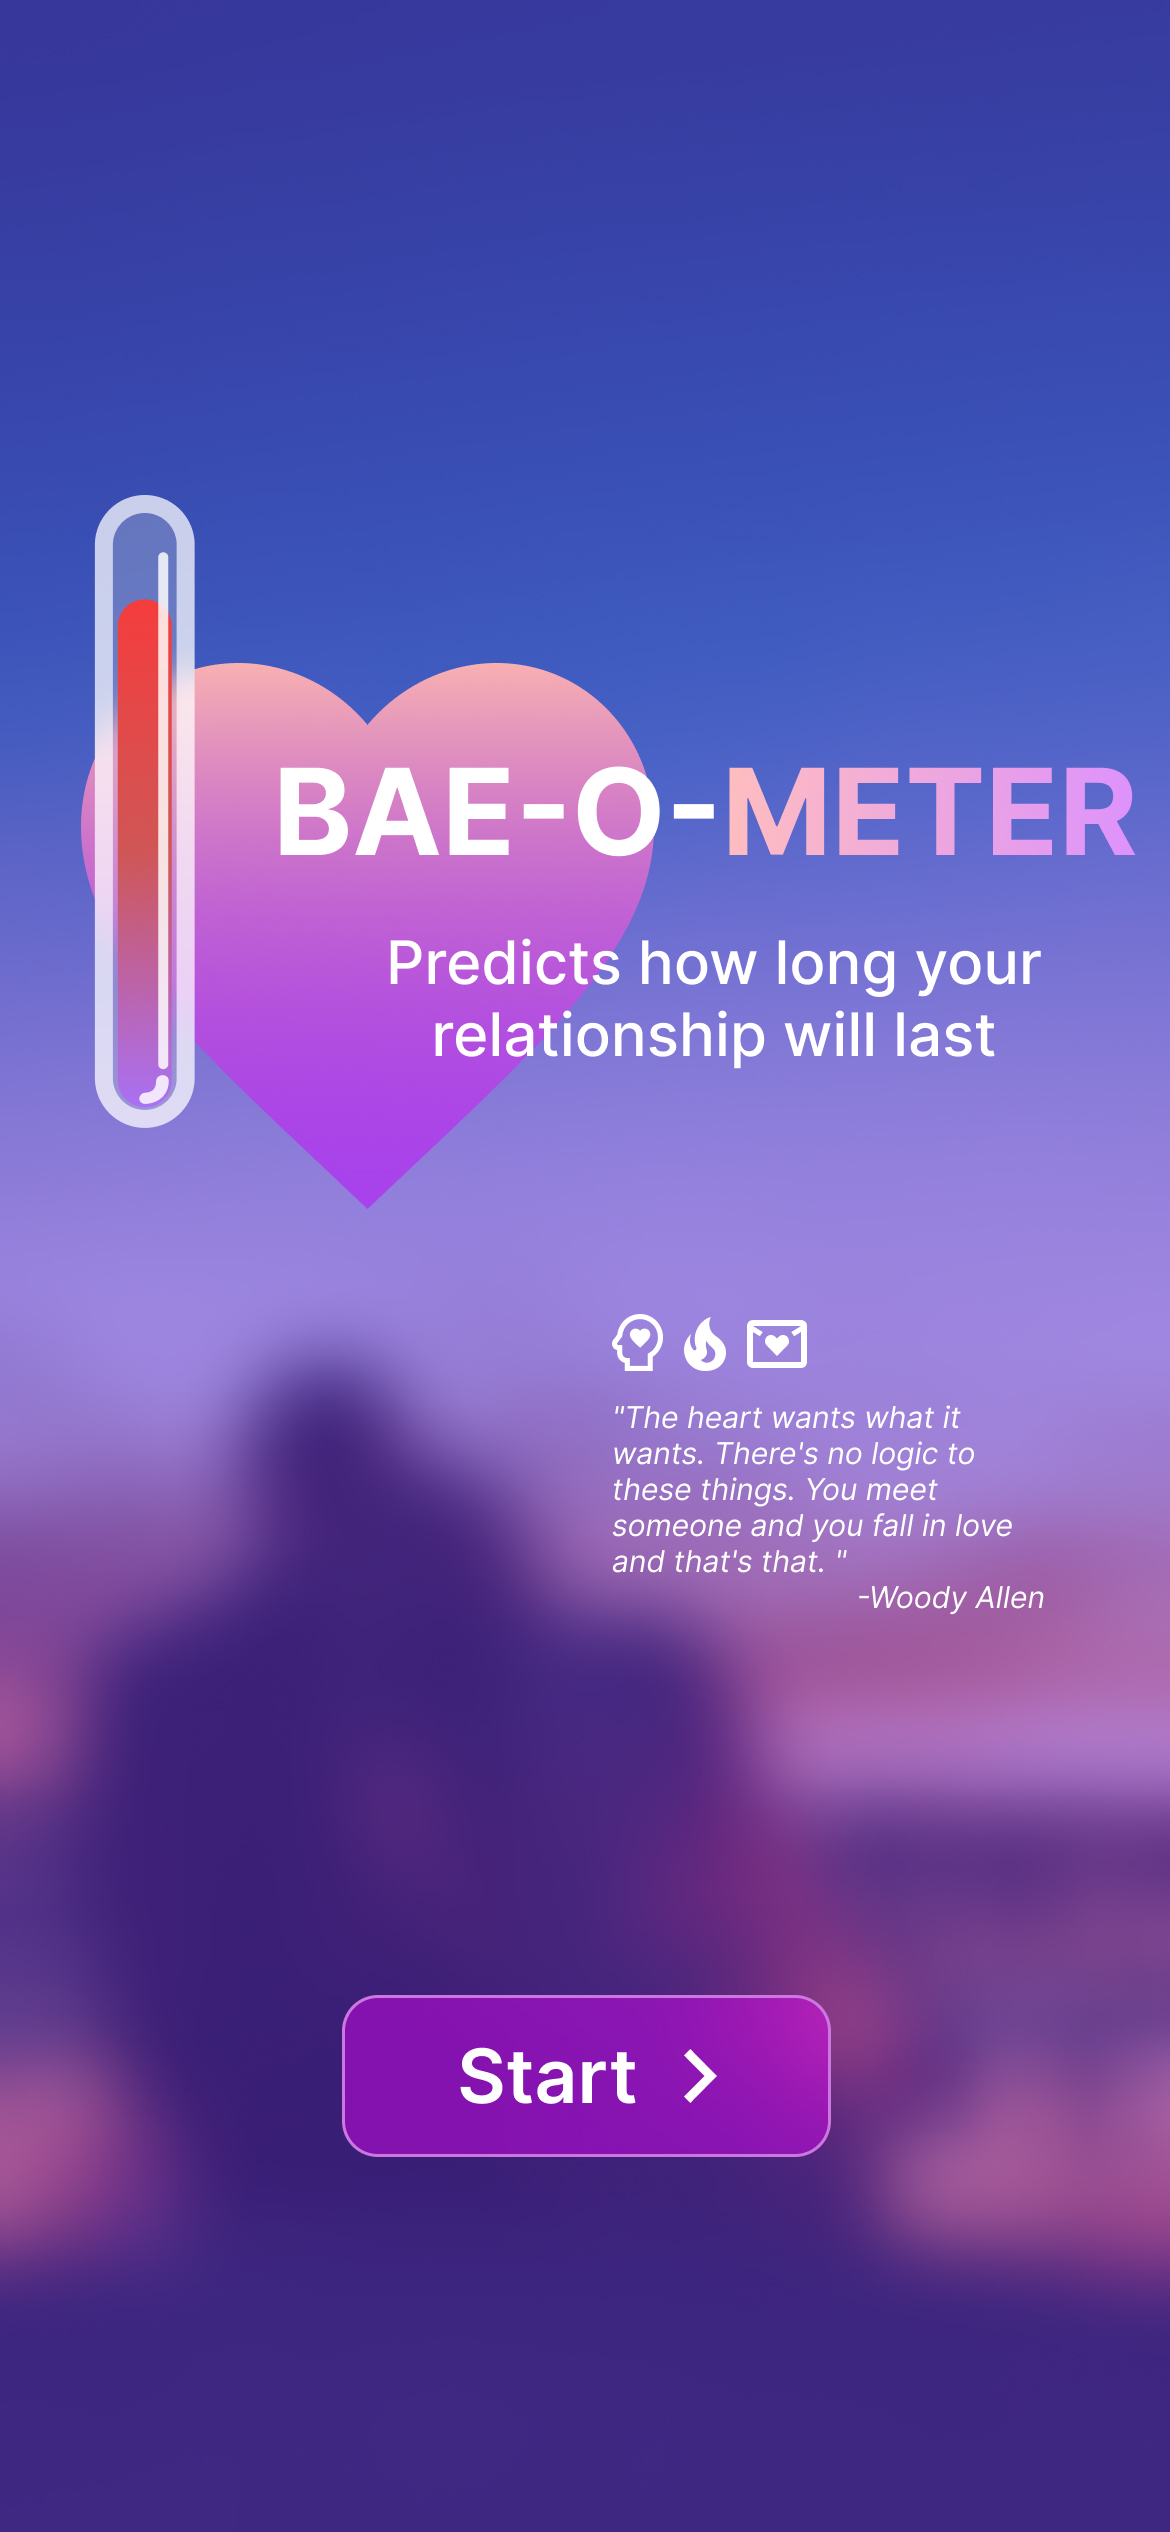 BAE-O-METER
Predicts how long your
relationship will last
"The heart wants what it
wants. There's no logic to
these things. You meet
someone and you fall in love
and that's that. "
-Woody Allen
Start